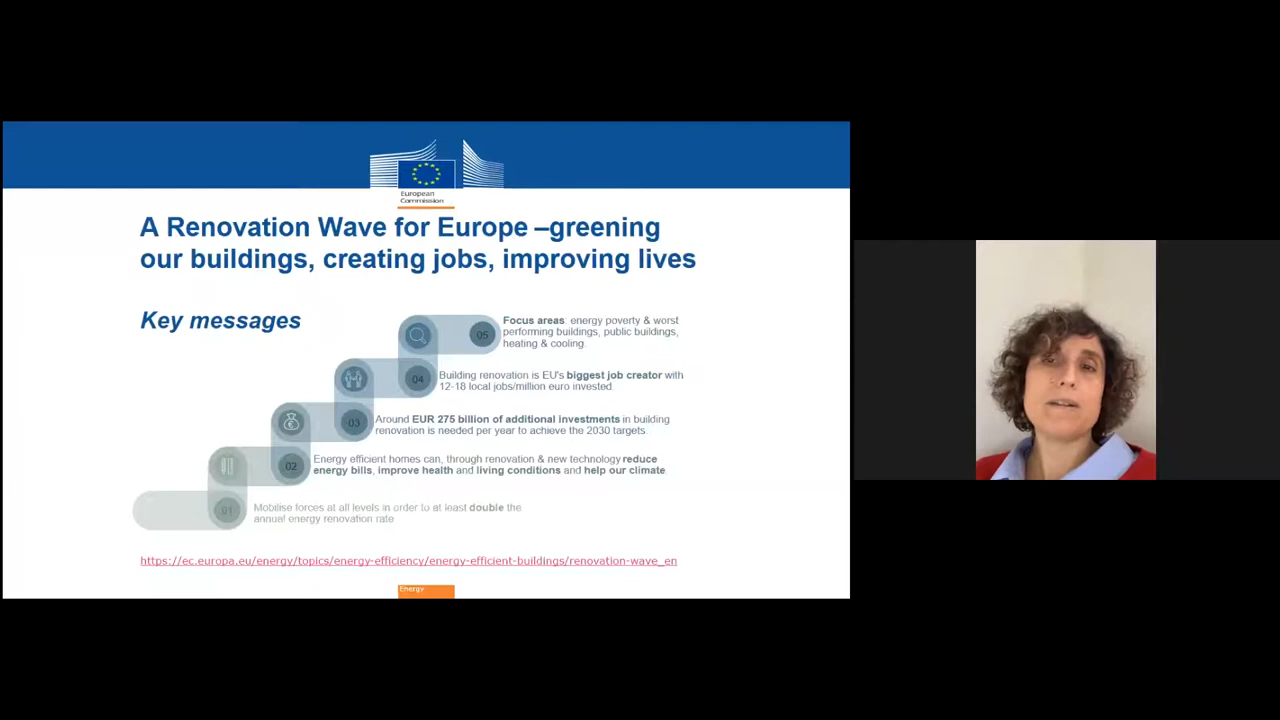 European
Commission
A Renovation Wave for Europe –greening
our buildings, creating jobs, improving lives
Key messages
05
Focus areas: energy poverty & worst
performing buildings, public buildings,
heating & cooling
04
Building renovation is EU's biggest job creator with
12-18 local jobs/million euro invested
03
Around EUR 275 billion of additional investments in building
renovation is needed per year to achieve the 2030 targets.
02
Energy efficient homes can, through renovation & new technology reduce
energy bills, improve health and living conditions and help our climate
01
Mobilise forces at all levels in order to at least double the
annual energy renovation rate
https://ec.europa.eu/energy/topics/energy-efficiency/energy-efficient-buildings/renovation-wave_en
Energy